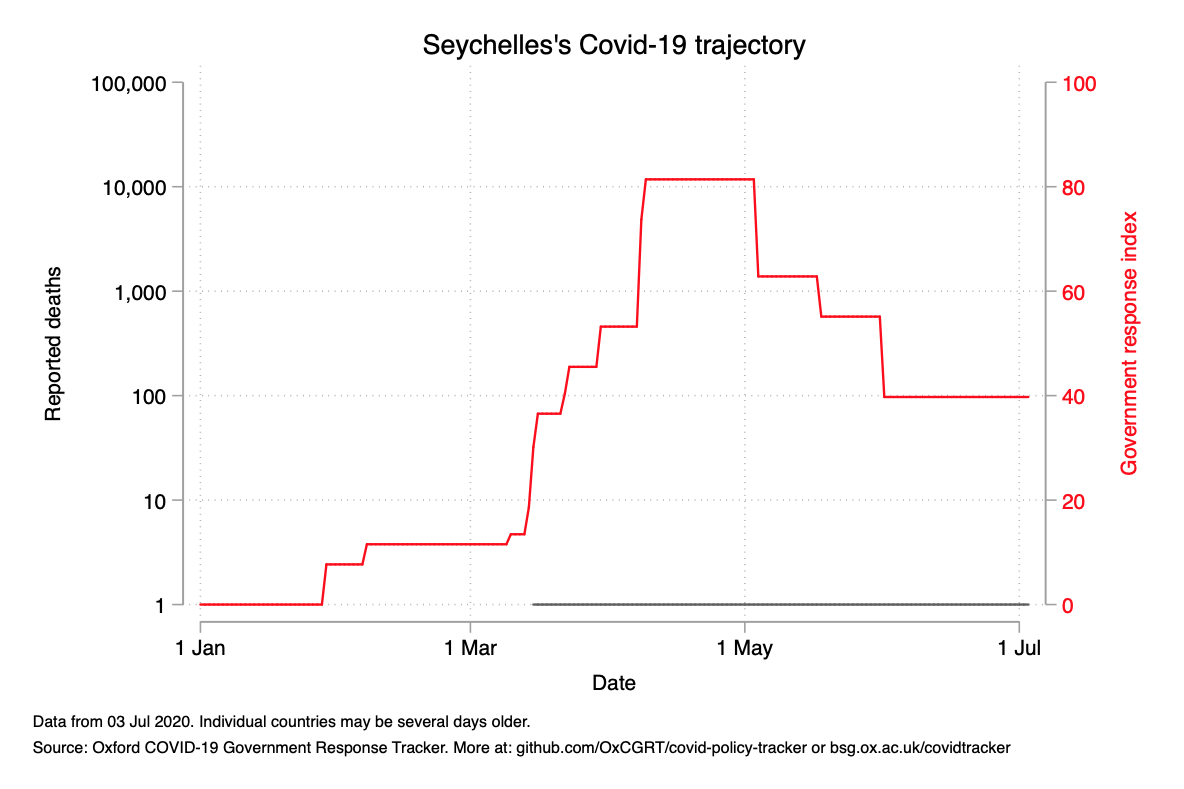 Seychelles's Covid-19 trajectory
100,000
10,000
1,000
100
10
1
Reported deaths
100
80
60
40
20
0
Government response index
1 Jan
1 Mar
1 May
1 Jul
Date
Data from 03 Jul 2020. Individual countries may be several days older.
Source: Oxford COVID-19 Government Response Tracker. More at: github.com/OxCGRT/covid-policy-tracker or bsg.ox.ac.uk/covidtracker